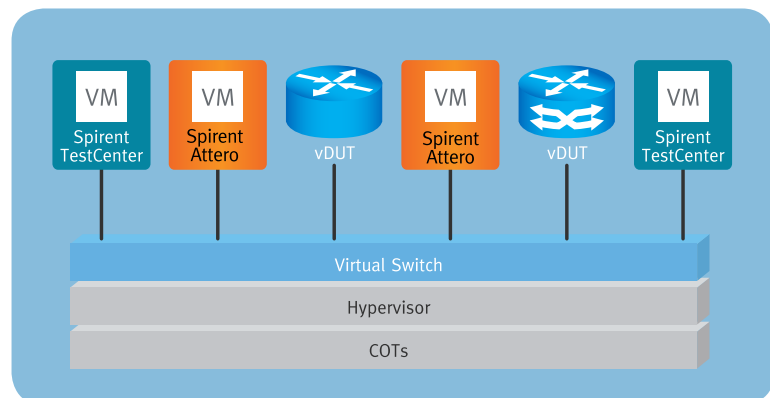 VM
Spirent
TestCenter
VM
Spirent
Attero
vDUT
VM
Spirent
Attero
vDUT
VM
Spirent
TestCenter
Virtual Switch
Hypervisor
COTs